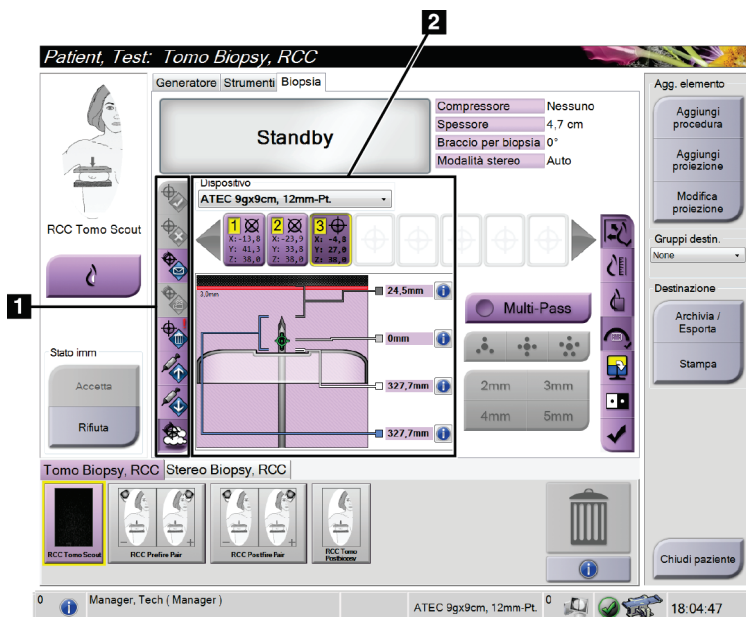 2
Patient, Test: Tomo Biopsy, RCC
Generatore Strumenti Biopsia
Agg. elemento
Standby
Compressore Nessuno
Spessore 4,7 cm
Braccio per biopsia 0°
Modalità stereo Auto
Aggiungi
procedura
Aggiungi
proiezione
Modifica
proiezione
Dispositivo
ATEC 9gx9cm, 12mm-Pt.
1
X:-13,8
Y: 41,3
Z: 38,0
2
X:-23,9
Y: 33,8
Z: 38,0
3
X: -4,8
Y: 27,0
Z: 38,0
RCC Tomo Scout
Gruppi destin.
None
3,0mm
24,5mm
0mm
327,7mm
327,7mm
1
Multi-Pass
2mm 3mm
4mm 5mm
Destinazione
Archivia /
Esporta
Stampa
Stato imm
Accetta
Rifiuta
Tomo Biopsy, RCC Stereo Biopsy, RCC
RCC Tomo Scout
RCC Prefire Pair
RCC Postfire Pair
RCC Tomo
Postbiopsy
Chiudi paziente
0 Manager, Tech ( Manager ) ATEC 9gx9cm, 12mm-Pt. 0 18:04:47